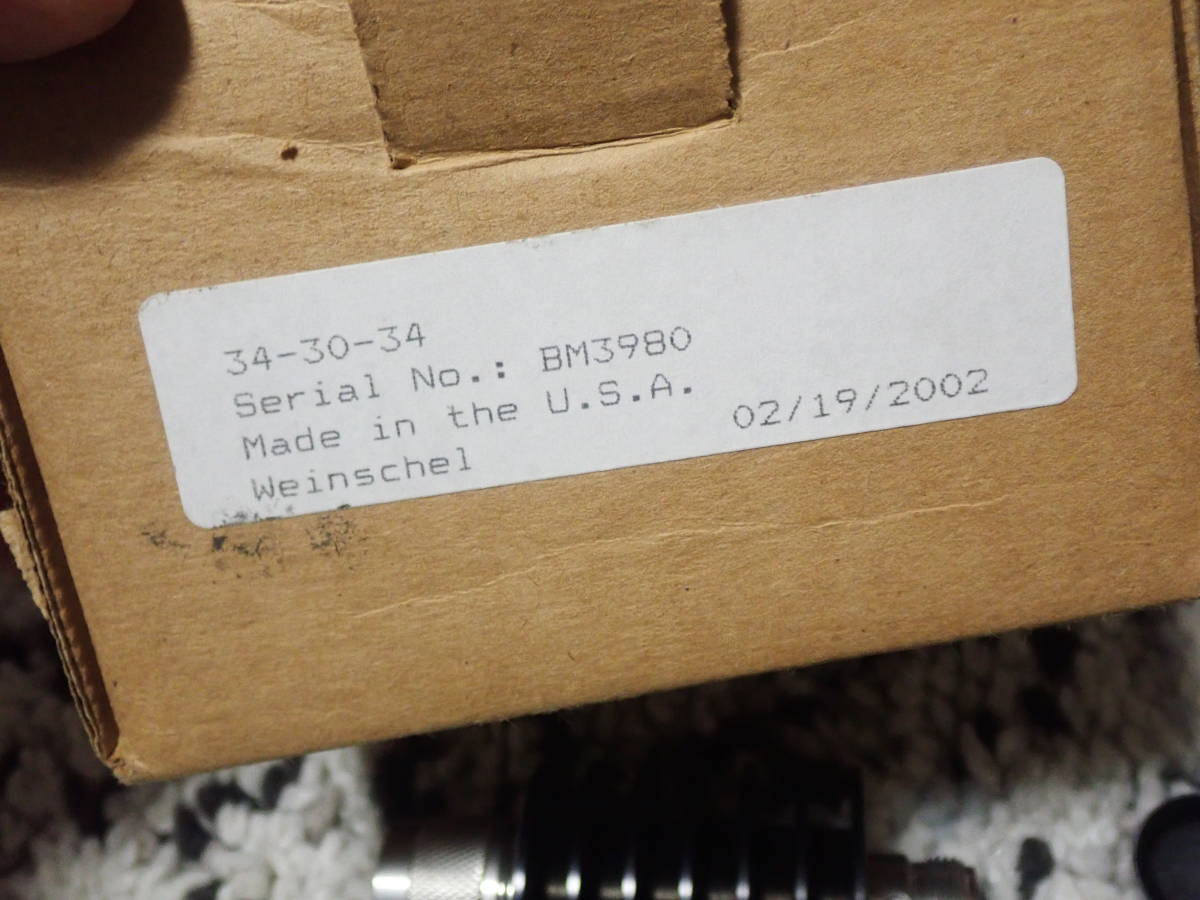 34-30-34
Serial No.: BM3980
Made in the U.S.A.
Weinschel 02/19/2002